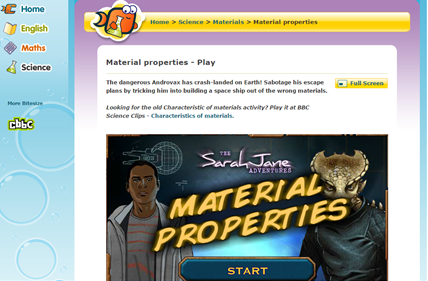 Home
English
Maths
Science
More Bitesize
cbbc
Home > Science > Materials > Material properties
Material properties - Play
The dangerous Androvax has crash-landed on Earth! Sabotage his escape
plans by tricking him into building a space ship out of the wrong materials.
Full Screen
Looking for the old Characteristic of materials activity? Play it at BBC
Science Clips - Characteristics of materials.
THE
Sarah Jane
ADVENTURES
MATERIAL
PROPERTIES
START